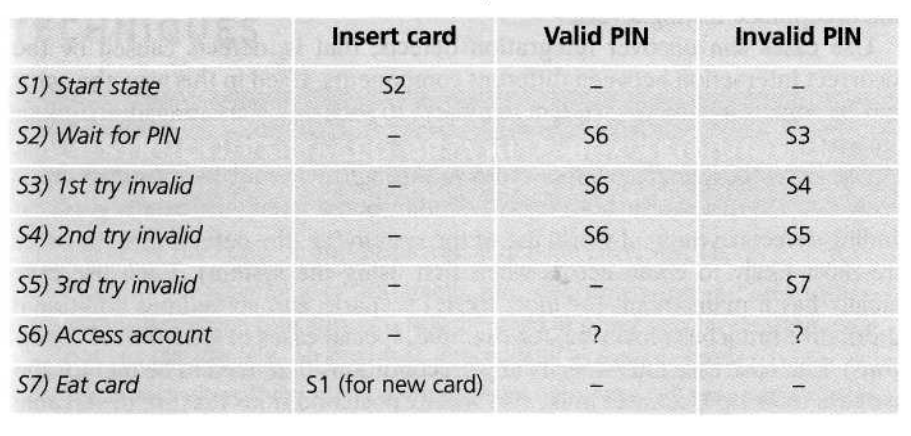 Insert card Valid PIN Invalid PIN
S1) Start state S2 – –
S2) Wait for PIN – S6 S3
S3) 1st try invalid – S6 S4
S4) 2nd try invalid – S6 S5
S5) 3rd try invalid – – S7
S6) Access account – ? ?
S7) Eat card S1 (for new card) – –